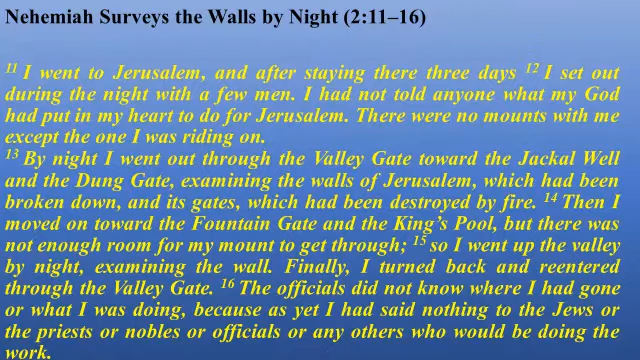 Nehemiah Surveys the Walls by Night (2:11–16)
11 I went to Jerusalem, and after staying there three days 12 I set out
during the night with a few men. I had not told anyone what my God
had put in my heart to do for Jerusalem. There were no mounts with me
except the one I was riding on.
13 By night I went out through the Valley Gate toward the Jackal Well
and the Dung Gate, examining the walls of Jerusalem, which had been
broken down, and its gates, which had been destroyed by fire. 14 Then I
moved on toward the Fountain Gate and the King’s Pool, but there was
not enough room for my mount to get through; 15 so I went up the valley
by night, examining the wall. Finally, I turned back and reentered
through the Valley Gate. 16 The officials did not know where I had gone
or what I was doing, because as yet I had said nothing to the Jews or
the priests or nobles or officials or any others who would be doing the
work.